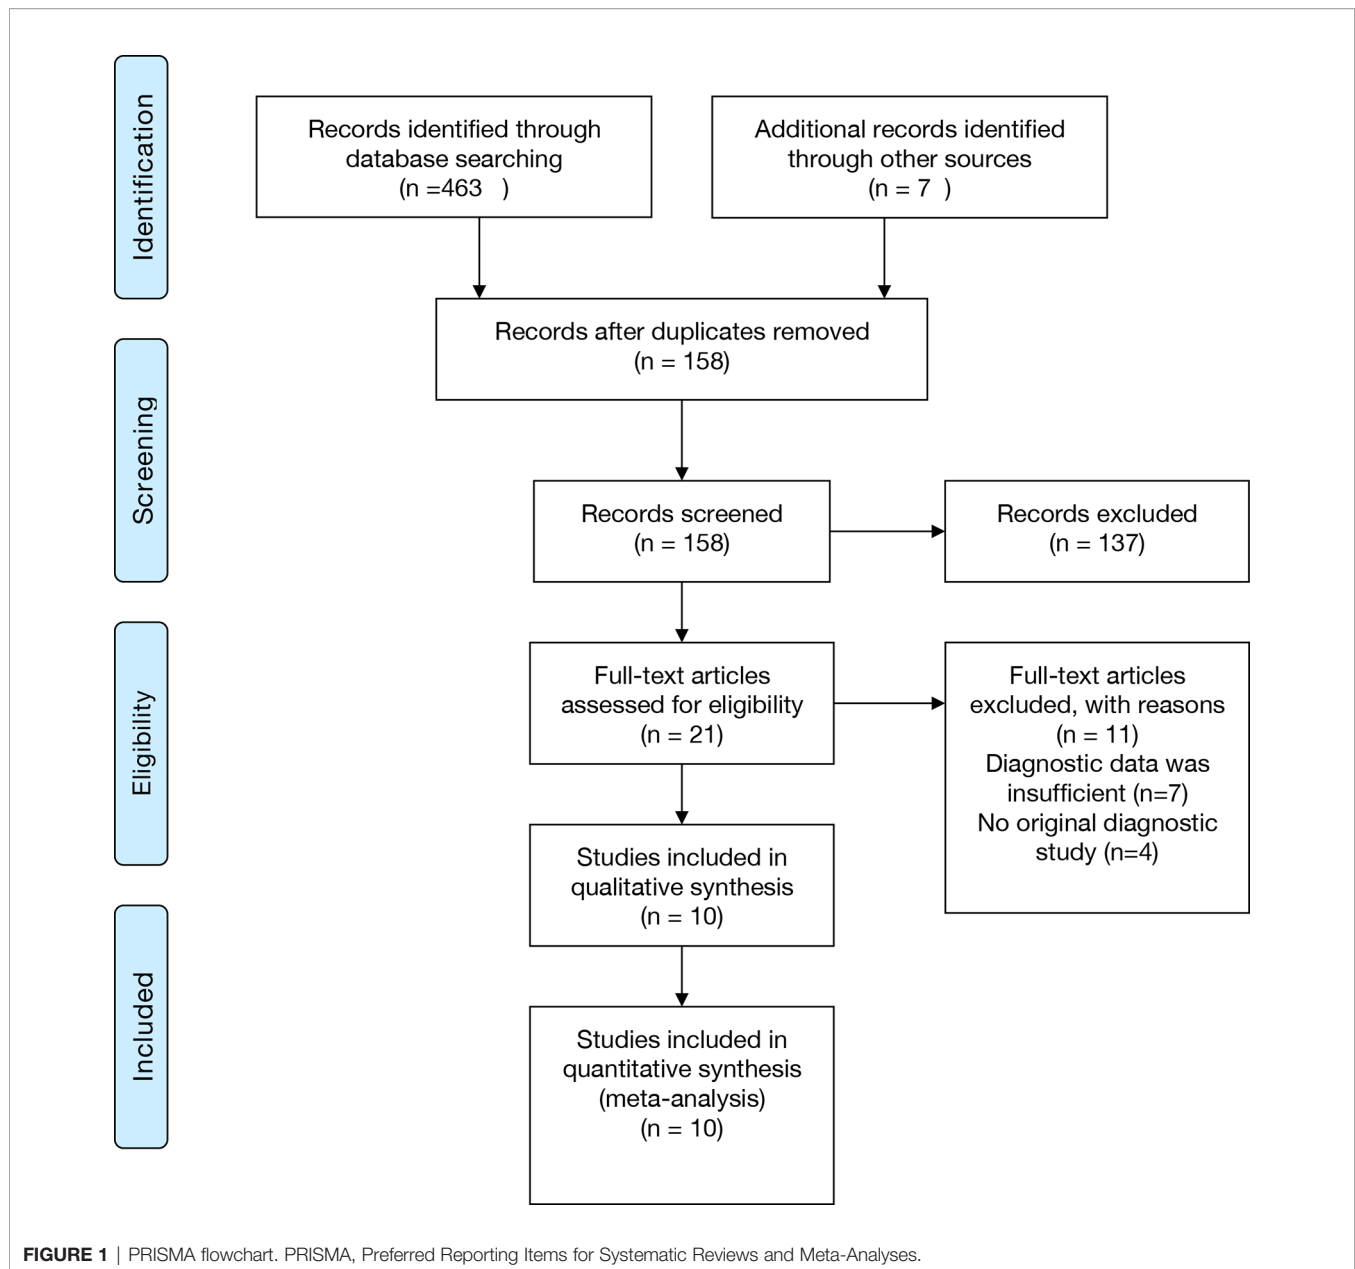 Identification
Records identified through
database searching
(n =463   )
Additional records identified
through other sources
(n = 7  )
Records after duplicates removed
(n = 158)
Screening
Records screened
(n = 158)
Records excluded
(n = 137)
Eligibility
Full-text articles
assessed for eligibility
(n = 21)
Full-text articles
excluded, with reasons
(n = 11)
Diagnostic data was
insufficient (n=7)
No original diagnostic
study (n=4)
Studies included in
qualitative synthesis
(n = 10)
Included
Studies included in
quantitative synthesis
(meta-analysis)
(n = 10)
FIGURE 1 | PRISMA flowchart. PRISMA, Preferred Reporting Items for Systematic Reviews and Meta-Analyses.